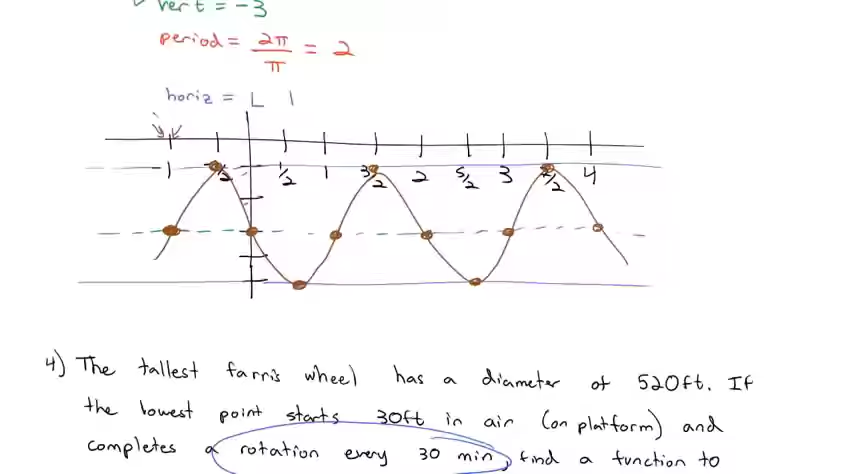 vert = -3
period = 2π/π = 2
horiz = L 1
-1 -1/2 1/2 1 3/2 2 5/2 3 7/2 4
4) The tallest farris wheel has a diameter of 520ft. If
the lowest point starts 30ft in air (on platform) and
completes a rotation every 30 min, find a function to